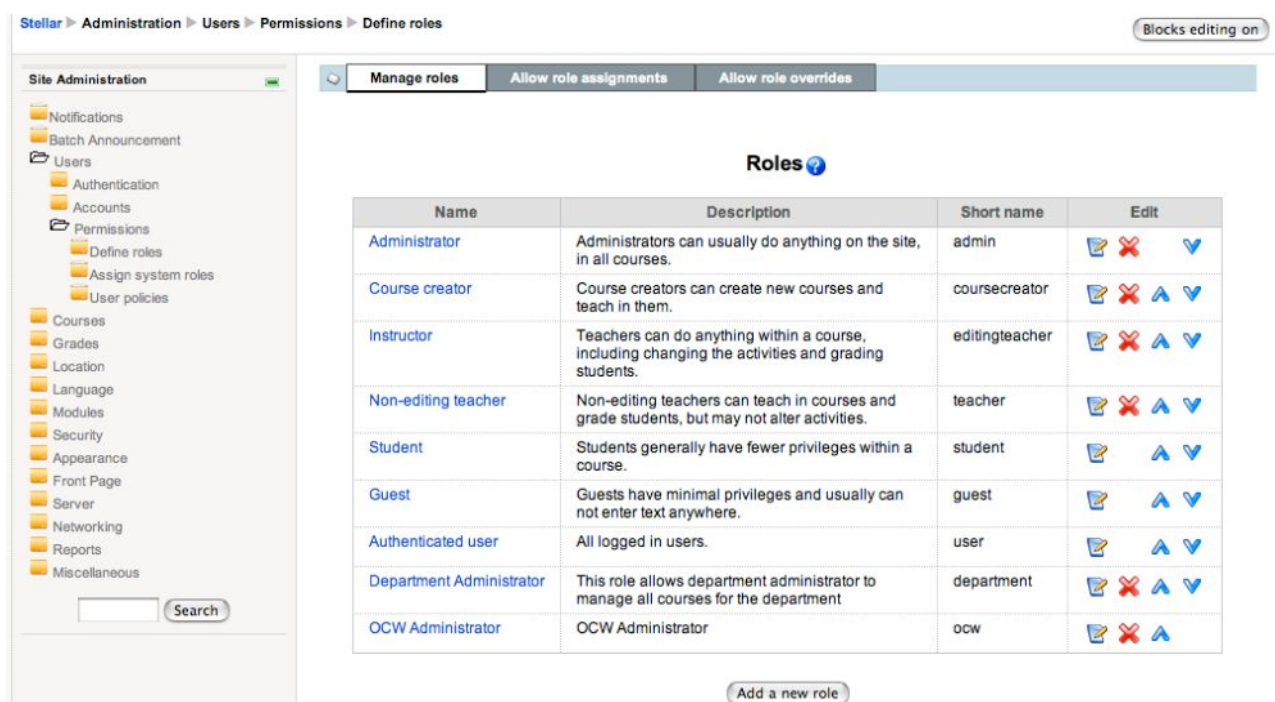 Stellar Administration Users Permissions Define roles
Blocks editing on
Site Administration
Notifications
Batch Announcement
Users
Authentication
Accounts
Permissions
Define roles
Assign system roles
User policies
Courses
Grades
Location
Language
Modules
Security
Appearance
Front Page
Server
Networking
Reports
Miscellaneous
Search
Manage roles Allow role assignments Allow role overrides
Roles
Name Description Short name Edit
Administrator Administrators can usually do anything on the site, admin
in all courses.
Course creator Course creators can create new courses and coursecreator
teach in them.
Instructor Teachers can do anything within a course, editingteacher
including changing the activities and grading
students.
Non-editing teacher Non-editing teachers can teach in courses and teacher
grade students, but may not alter activities.
Student Students generally have fewer privileges within a student
course.
Guest Guests have minimal privileges and usually can guest
not enter text anywhere.
Authenticated user All logged in users. user
Department Administrator This role allows department administrator to department
manage all courses for the department
OCW Administrator OCW Administrator ocw
Add a new role